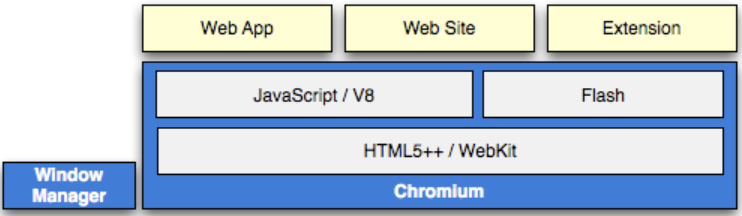 Web App
Web Site
Extension
JavaScript / V8
Flash
HTML5++ / WebKit
Window
Manager
Chromium